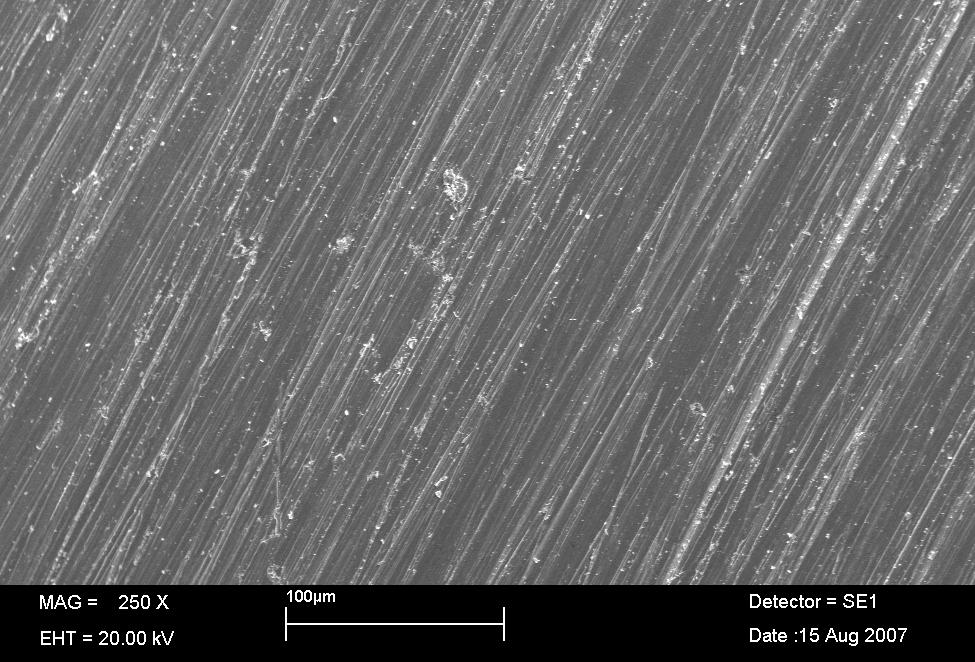 MAG = 250 X
EHT = 20.00 kV
100µm
Detector = SE1
Date :15 Aug 2007